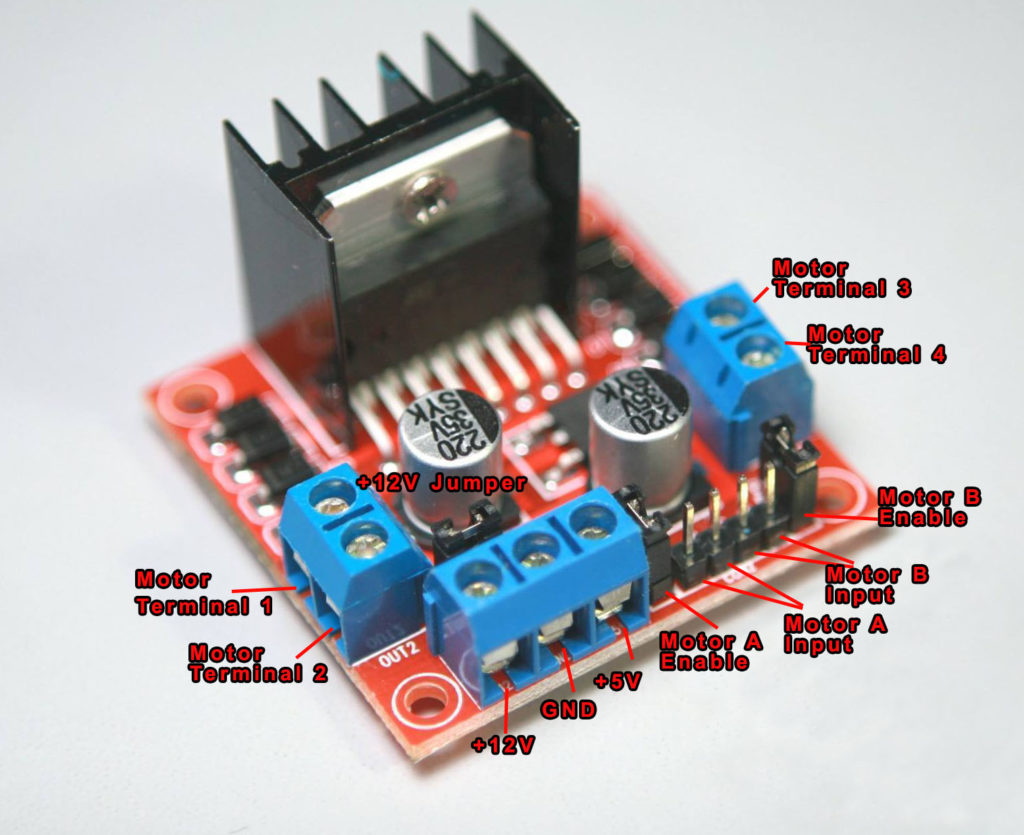 Motor
Terminal 3
Motor
Terminal 4
220
35V
SYK
220
35V
SYK
+12V Jumper
Motor B
Enable
Motor
Terminal 1
Motor B
Input
Motor A
Input
Motor A
Enable
OUT2
Motor
Terminal 2
+5V
GND
+12V